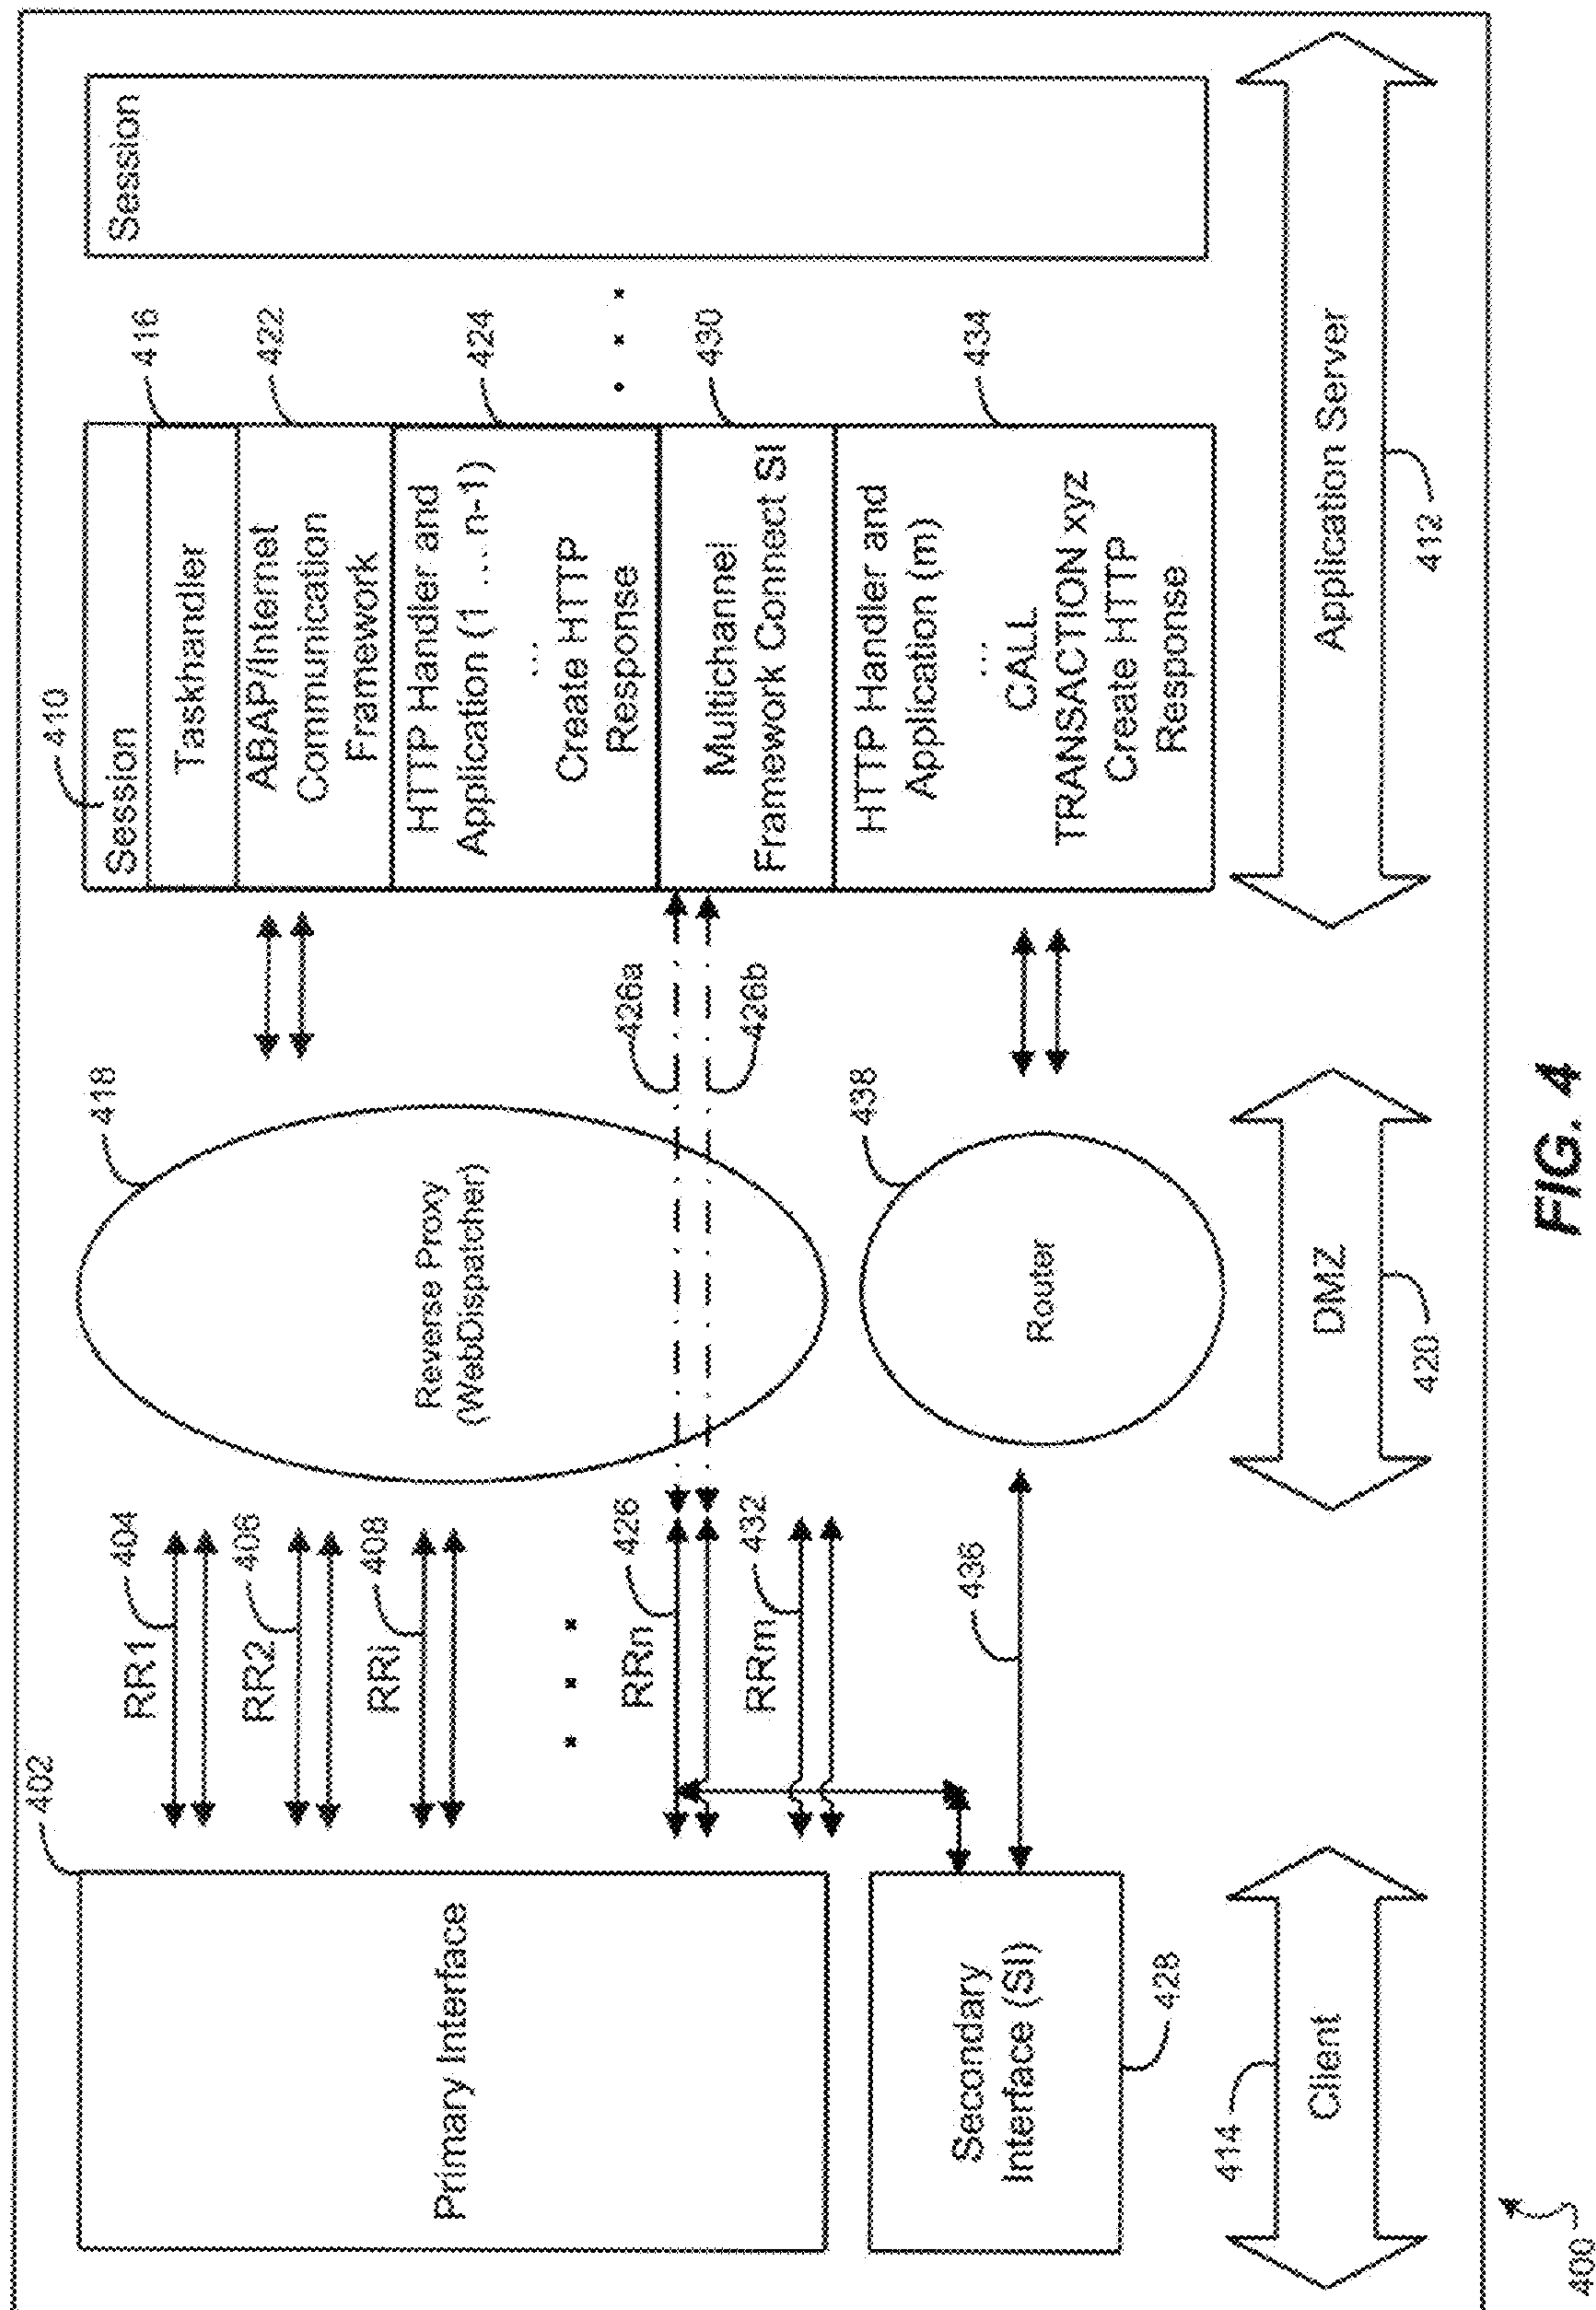 402
Primary Interface
Secondary
Interface (SI)
428
414
Client
RR1
404
RR2
406
RRi
408
RRn
426
RRm
432
436
418
Reverse Proxy
(WebDispatcher)
426a
426b
438
Router
DMZ
420
410
Session
Taskhandler
416
ABAP/Internet
Communication
Framework
422
HTTP Handler and
Application (1 ... n-1)
...
Create HTTP
Response
424
Multichannel
Framework Connect SI
430
HTTP Handler and
Application (m)
...
CALL
TRANSACTION xyz
Create HTTP
Response
434
Session
Application Server
412
400
FIG. 4